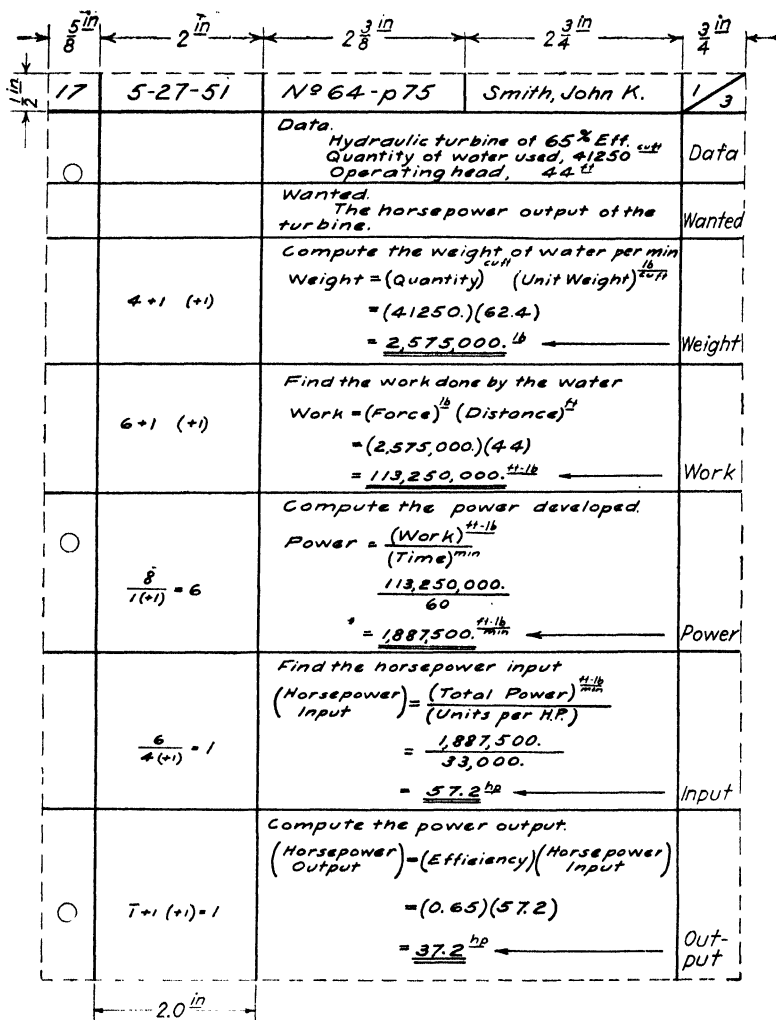 5/8 in 2 in 2 3/8 in 2 3/4 in 3/4 in
1/2 in
17 5-27-51 Nº 64-p75 Smith, John K. 1/3
Data.
Hydraulic turbine of 65% Eff.
Quantity of water used, 41250 cuft
Operating head, 44 ft
Data
Wanted.
The horsepower output of the
turbine.
Wanted
Compute the weight of water per min
Weight = (Quantity) cuft (Unit Weight) lb/cuft
4+1 (+1)
= (41250.)(62.4)
= 2,575,000. lb
Weight
Find the work done by the water
Work = (Force) lb (Distance) ft
6+1 (+1)
= (2,575,000.)(44)
= 113,250,000. ft-lb
Work
Compute the power developed.
Power = (Work) ft-lb / (Time) min
8 / 1(+1) = 6
113,250,000. / 60
= 1,887,500. ft-lb/min
Power
Find the horsepower input
(Horsepower Input) = (Total Power) ft-lb/min / (Units per H.P.)
6 / 4(+1) = 1
= 1,887,500. / 33,000.
= 57.2 hp
Input
Compute the power output.
(Horsepower Output) = (Efficiency)(Horsepower Input)
1+1 (+1) = 1
= (0.65)(57.2)
= 37.2 hp
Out-
put
2.0 in